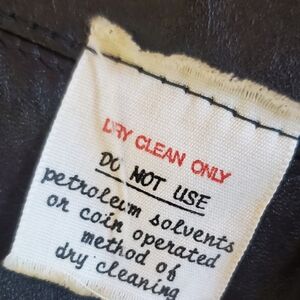 DRY CLEAN ONLY
DO NOT USE
petroleum solvents
or coin operated
method of
dry cleaning